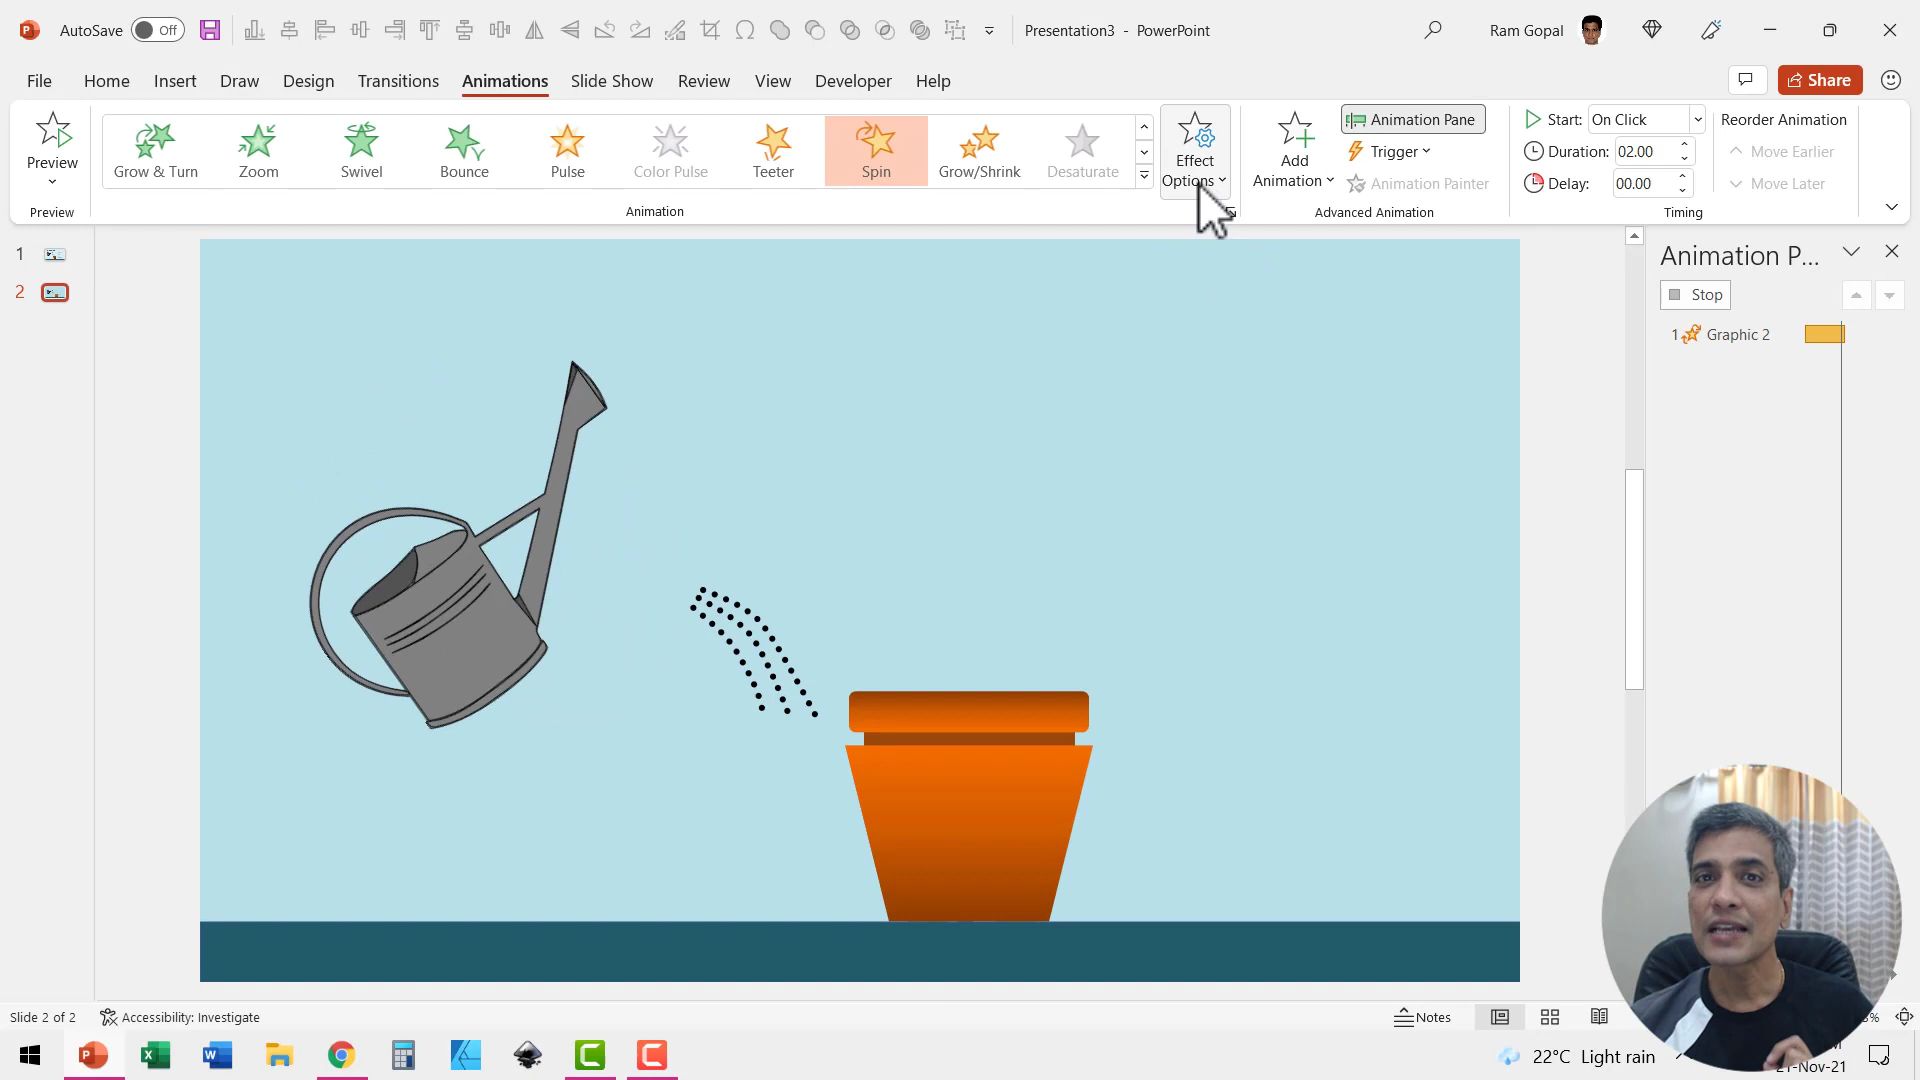 AutoSave Off Presentation3 - PowerPoint Ram Gopal
File Home Insert Draw Design Transitions Animations Slide Show Review View Developer Help Share
Preview
Preview
Grow & Turn Zoom Swivel Bounce Pulse Color Pulse Teeter Spin Grow/Shrink Desaturate
Animation
Effect
Options
Add
Animation
Animation Pane
Trigger
Animation Painter
Advanced Animation
Start: On Click
Duration: 02.00
Delay: 00.00
Timing
Reorder Animation
Move Earlier
Move Later
1
2
Animation P...
Stop
1 Graphic 2
Slide 2 of 2 Accessibility: Investigate Notes
22°C Light rain
21-Nov-21